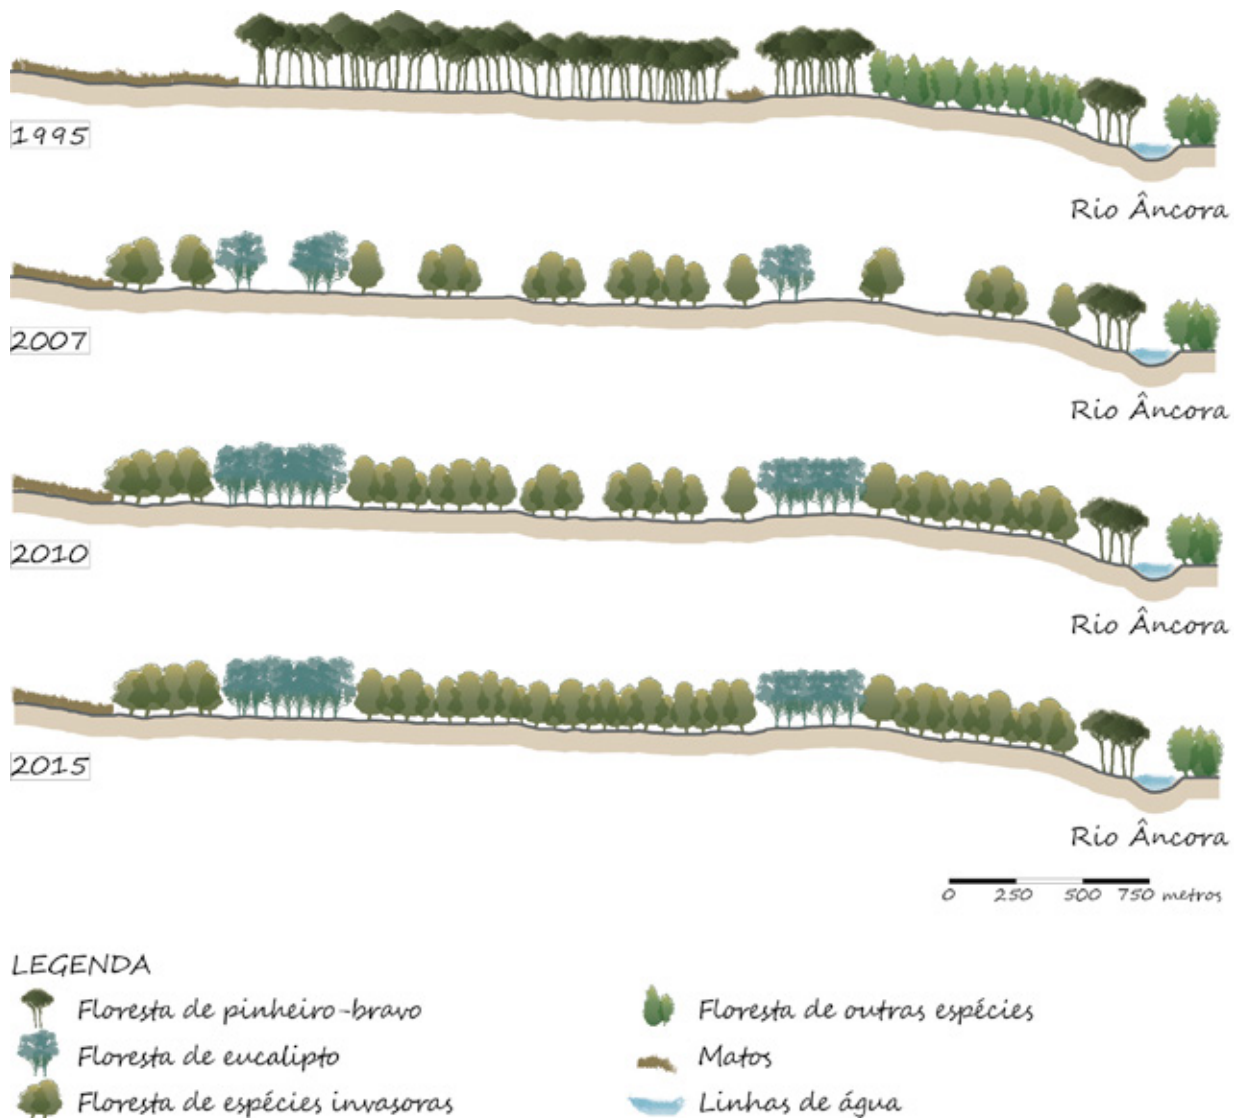 1995
Rio Âncora
2007
Rio Âncora
2010
Rio Âncora
2015
Rio Âncora
0 250 500 750 metros
LEGENDA
Floresta de pinheiro-bravo
Floresta de eucalipto
Floresta de espécies invasoras
Floresta de outras espécies
Matos
Linhas de água